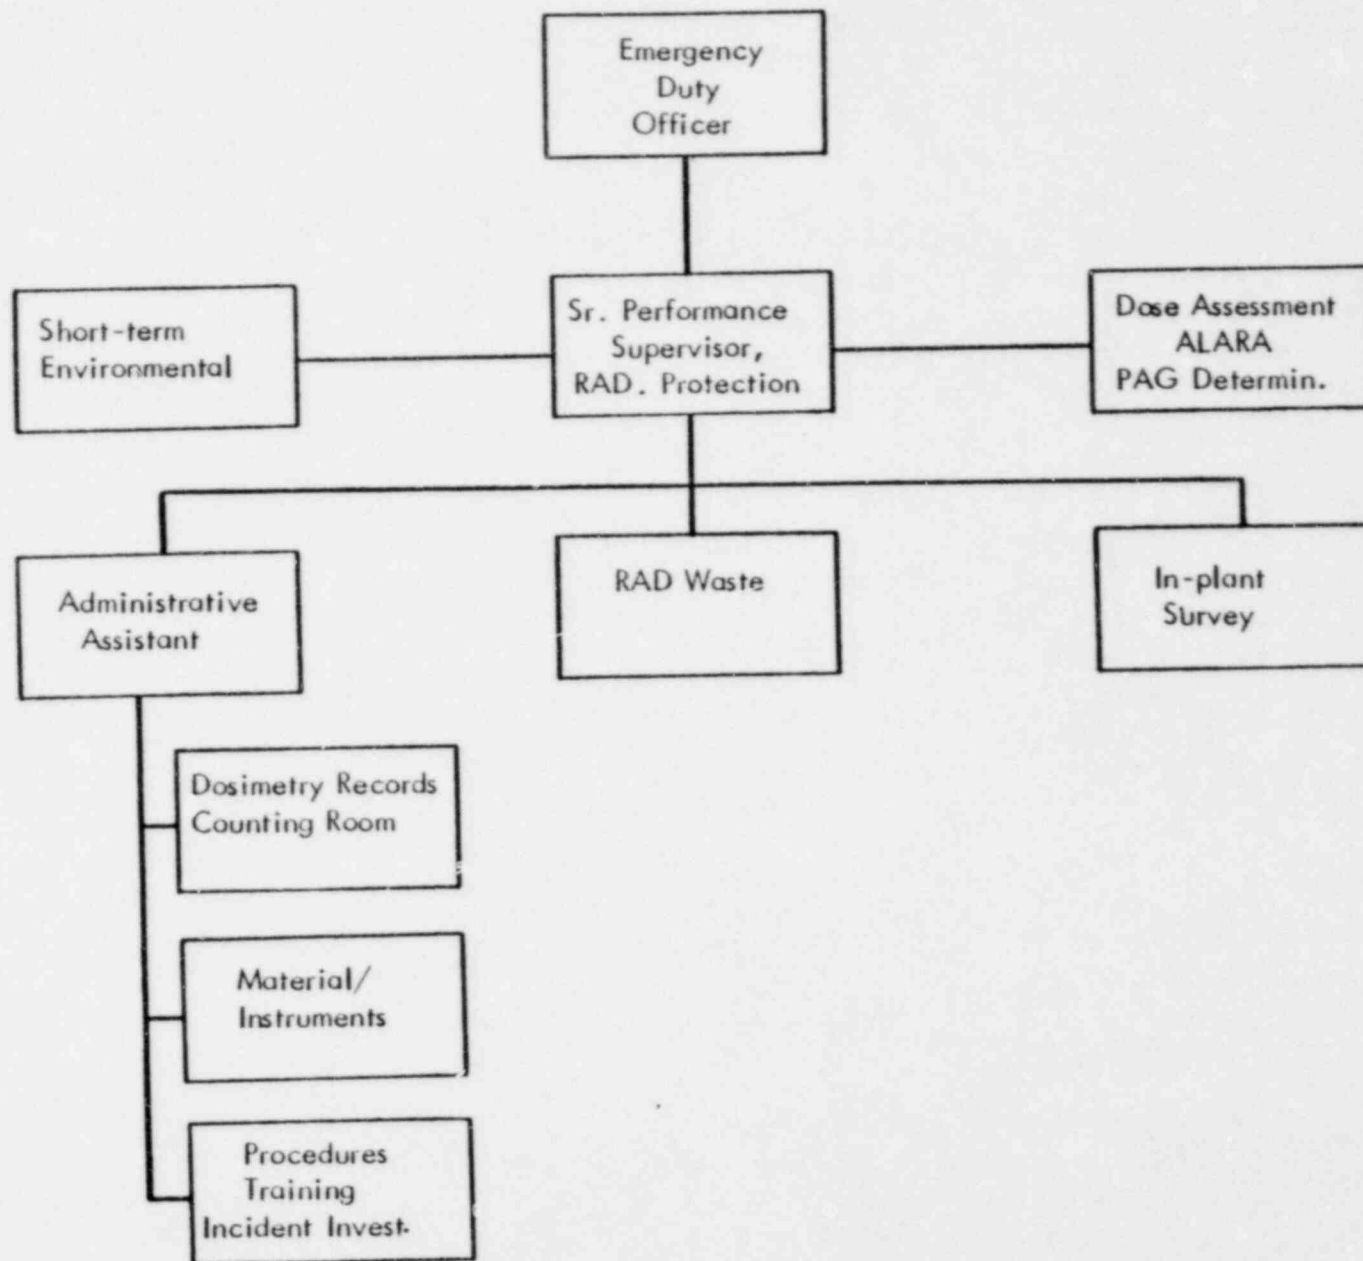 Emergency
Duty
Officer
Short-term
Environmental
Sr. Performance
Supervisor,
RAD. Protection
Dose Assessment
ALARA
PAG Determin.
Administrative
Assistant
RAD Waste
In-plant
Survey
Dosimetry Records
Counting Room
Material/
Instruments
Procedures
Training
Incident Invest.